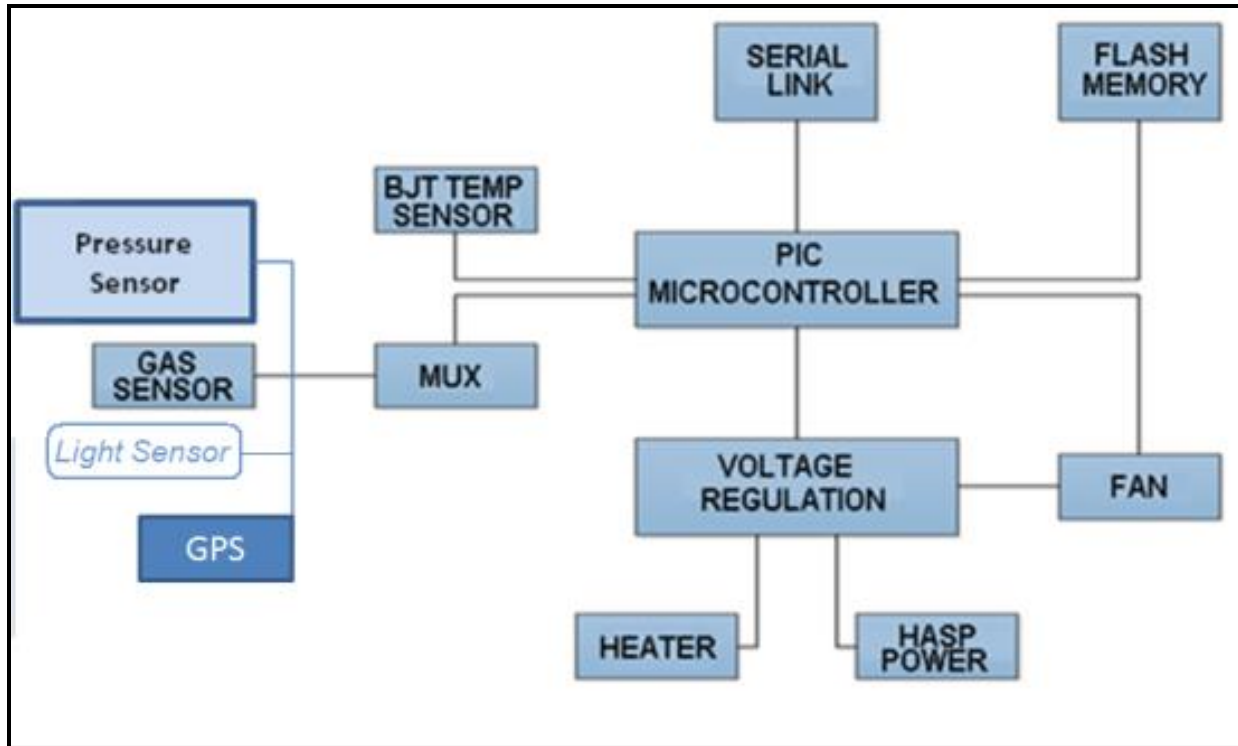 SERIAL
LINK
FLASH
MEMORY
BJT TEMP
SENSOR
Pressure
Sensor
PIC
MICROCONTROLLER
GAS
SENSOR
MUX
Light Sensor
VOLTAGE
REGULATION
FAN
GPS
HEATER
HASP
POWER